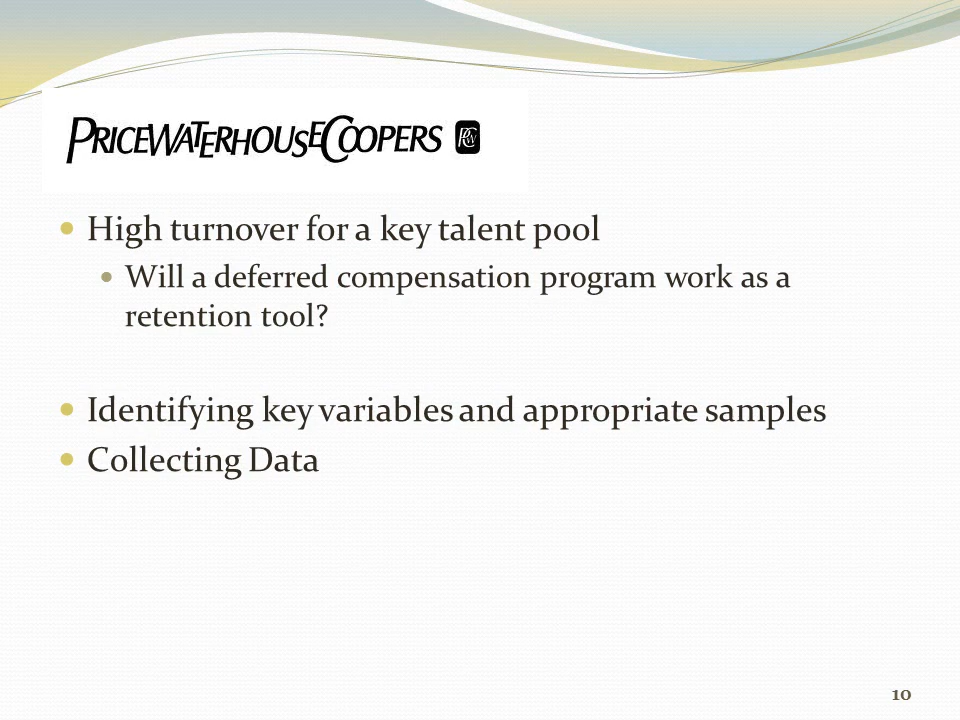 PRICEWATERHOUSECOOPERS PWC
High turnover for a key talent pool
Will a deferred compensation program work as a
retention tool?
Identifying key variables and appropriate samples
Collecting Data
10